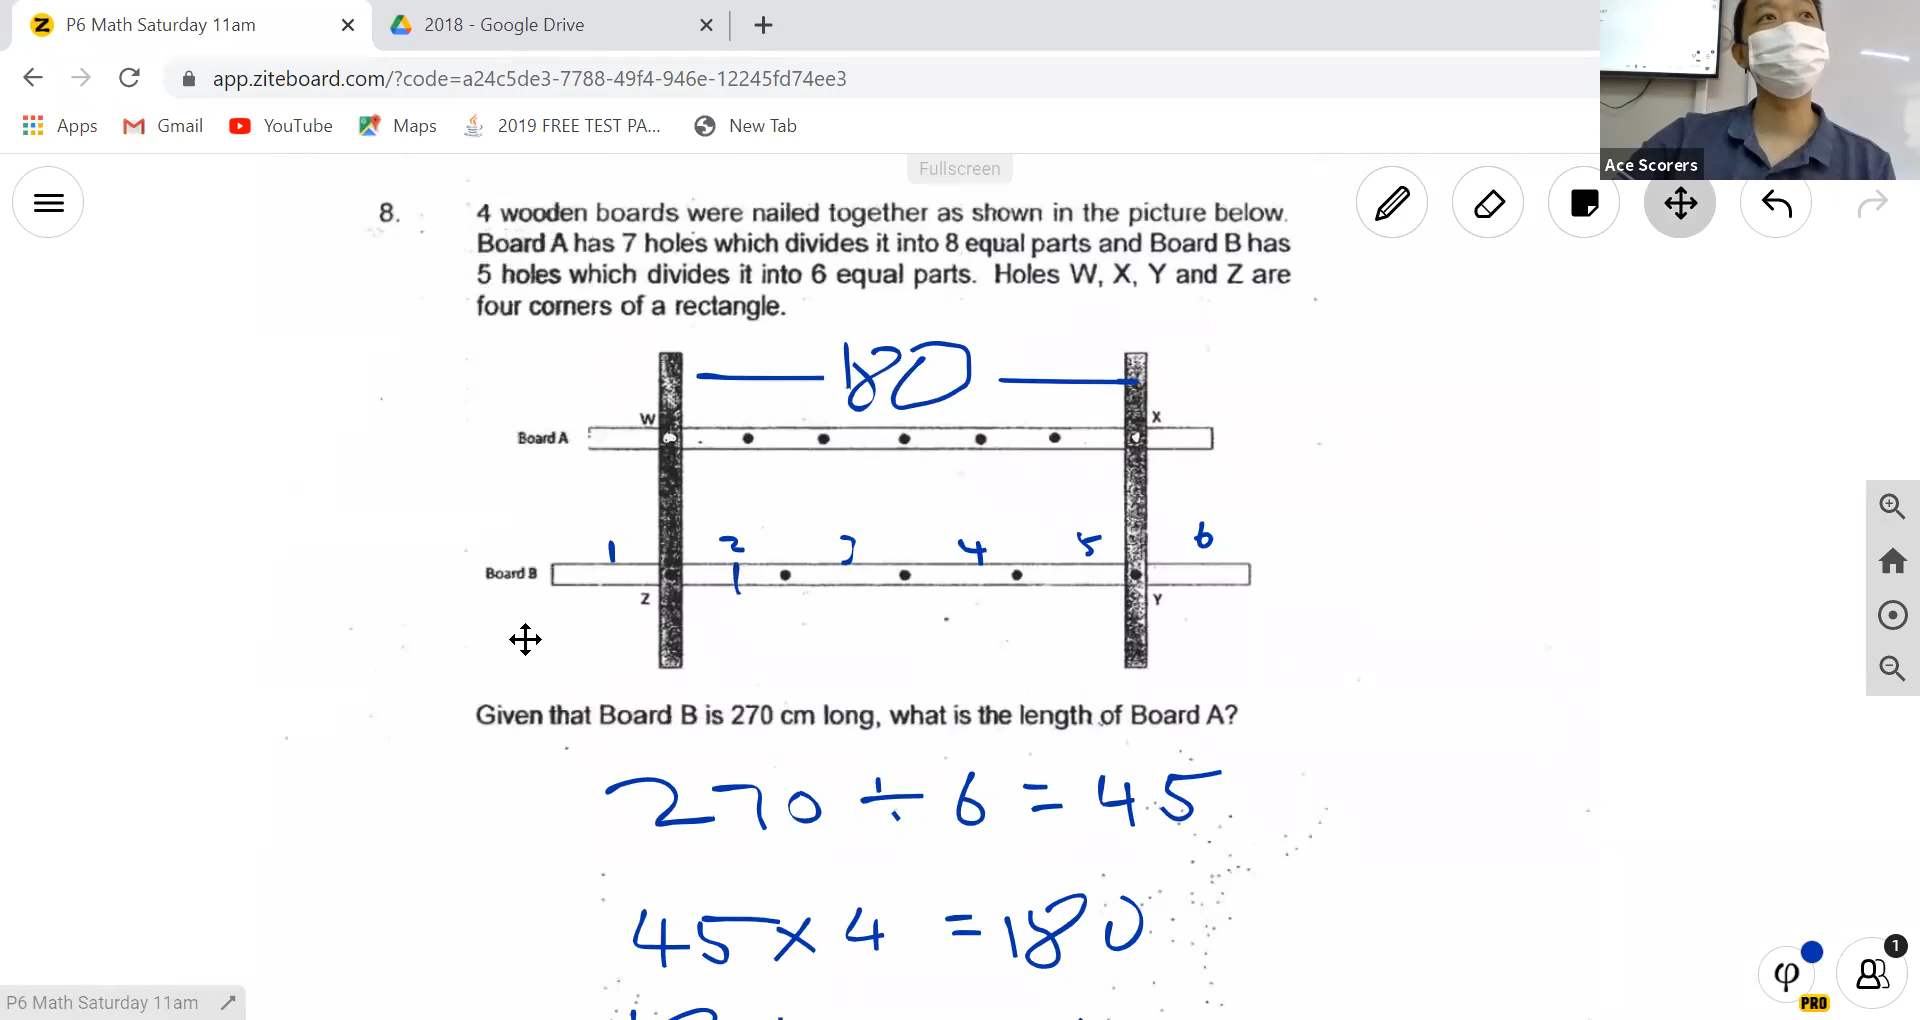 P6 Math Saturday 11am
2018 - Google Drive
app.ziteboard.com/?code=a24c5de3-7788-49f4-946e-12245fd74ee3
Apps
Gmail
YouTube
Maps
2019 FREE TEST PA...
New Tab
Ace Scorers
Fullscreen
8. 4 wooden boards were nailed together as shown in the picture below.
Board A has 7 holes which divides it into 8 equal parts and Board B has
5 holes which divides it into 6 equal parts. Holes W, X, Y and Z are
four corners of a rectangle.
180
W
X
Board A
1 2 3 4 5 6
Board B
1
Z
Y
Given that Board B is 270 cm long, what is the length of Board A?
270 ÷ 6 = 45
45 × 4 = 180
P6 Math Saturday 11am
φ
PRO
1